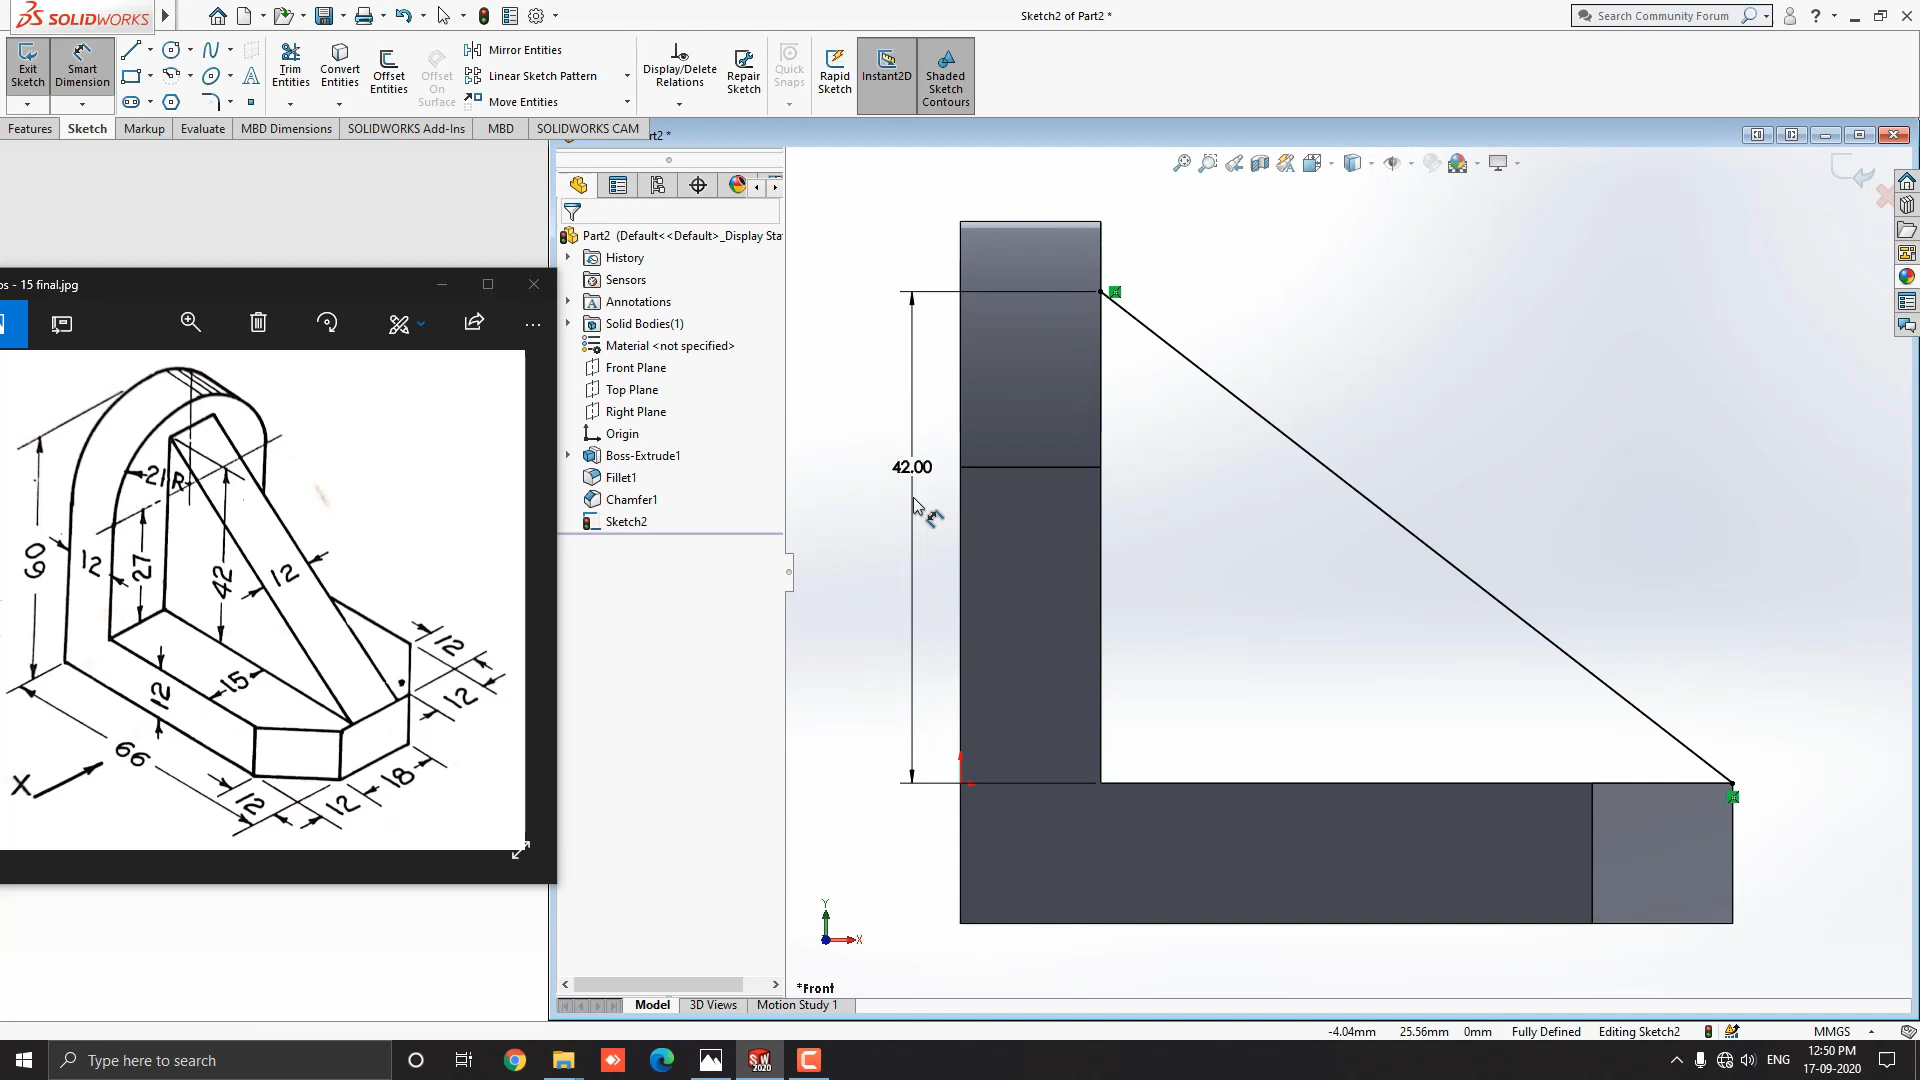 SOLIDWORKS
Sketch2 of Part2 *
Search Community Forum
Exit Sketch
Smart Dimension
Trim Entities
Convert Entities
Offset Entities
Offset On Surface
Mirror Entities
Linear Sketch Pattern
Move Entities
Display/Delete Relations
Repair Sketch
Quick Snaps
Rapid Sketch
Instant2D
Shaded Sketch Contours
Features
Sketch
Markup
Evaluate
MBD Dimensions
SOLIDWORKS Add-Ins
MBD
SOLIDWORKS CAM
rt2 *
Part2 (Default<<Default>_Display Sta
History
Sensors
Annotations
Solid Bodies(1)
Material <not specified>
Front Plane
Top Plane
Right Plane
Origin
Boss-Extrude1
Fillet1
Chamfer1
Sketch2
os - 15 final.jpg
21R
60
12
27
42
12
12
12
15
12
66
X
12
12
18
42.00
Y
X
*Front
Model
3D Views
Motion Study 1
-4.04mm
25.56mm
0mm
Fully Defined
Editing Sketch2
MMGS
Type here to search
SW 2020
ENG
12:50 PM
17-09-2020